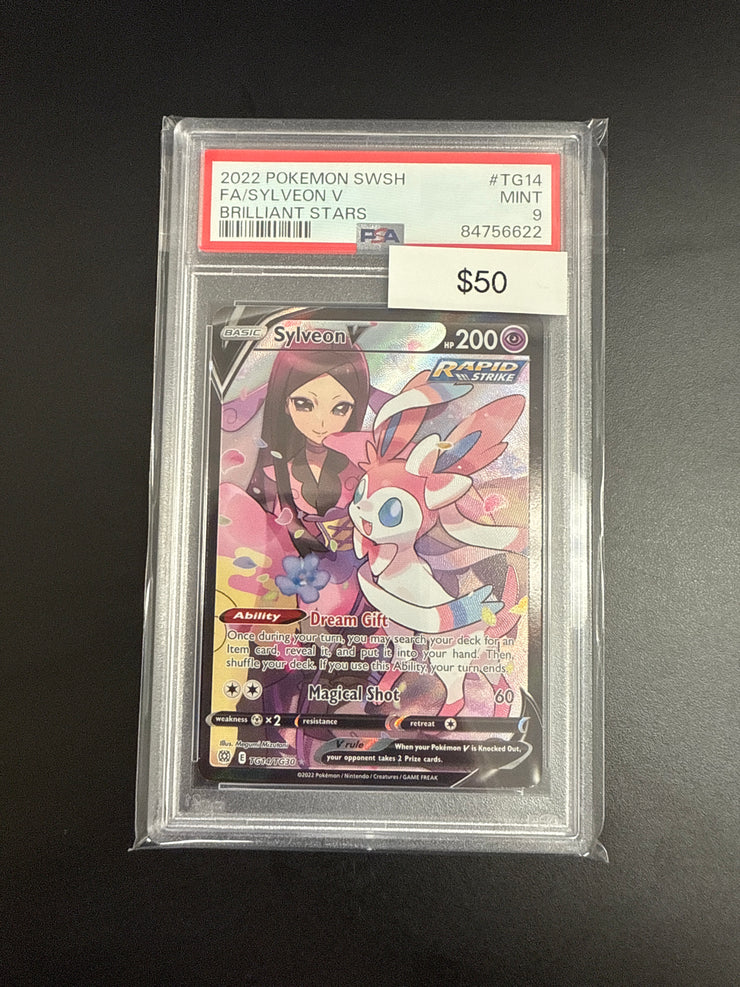 2022 POKEMON SWSH #TG14
FA/SYLVEON V MINT
BRILLIANT STARS 9
PSA 84756622
$50
BASIC Sylveon V HP 200
RAPID STRIKE
Ability Dream Gift
Once during your turn, you may search your deck for an
Item card, reveal it, and put it into your hand. Then,
shuffle your deck. If you use this Ability, your turn ends.
Magical Shot 60
weakness ×2 resistance retreat
Illus. Megumi Mizutani
V rule When your Pokémon V is Knocked Out,
your opponent takes 2 Prize cards.
E TG14/TG30
©2022 Pokémon / Nintendo / Creatures / GAME FREAK